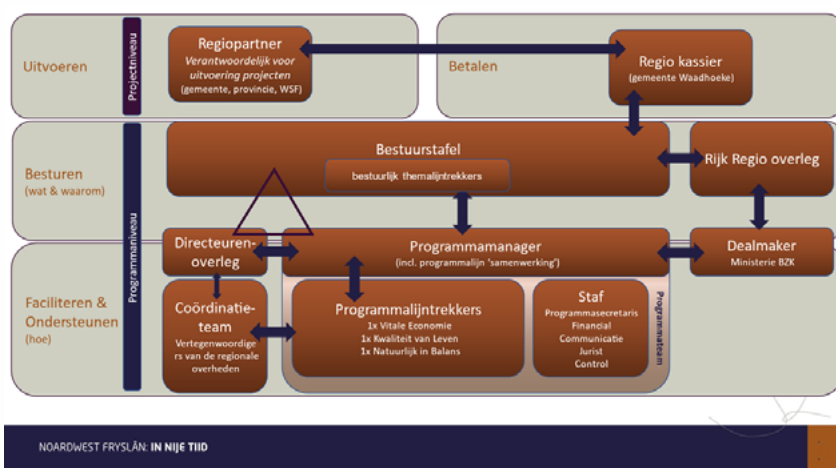 Uitvoeren
Projectniveau
Regiopartner
Verantwoordelijk voor
uitvoering projecten
(gemeente, provincie, WSF)
Betalen
Regio kassier
(gemeente Waadhoeke)
Besturen
(wat & waarom)
Programmaniveau
Bestuurstafel
bestuurlijk themalijntrekkers
Rijk Regio overleg
Faciliteren &
Ondersteunen
(hoe)
Directeuren-
overleg
Programmamanager
(incl. programmalijn 'samenwerking')
Dealmaker
Ministerie BZK
Coördinatie-
team
Vertegenwoordige
rs van de regionale
overheden
Programmalijntrekkers
1x Vitale Economie
1x Kwaliteit van Leven
1x Natuurlijk in Balans
Staf
Programmasecretaris
Financial
Communicatie
Jurist
Control
Programmateam
NOARDWEST FRYSLÂN: IN NIJE TIID